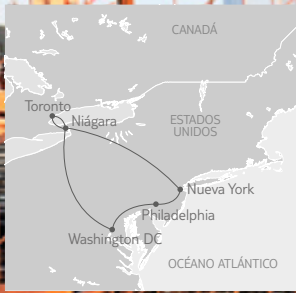 CANADÁ
Toronto
Niágara
ESTADOS
UNIDOS
Nueva York
Philadelphia
Washington DC
OCÉANO ATLÁNTICO